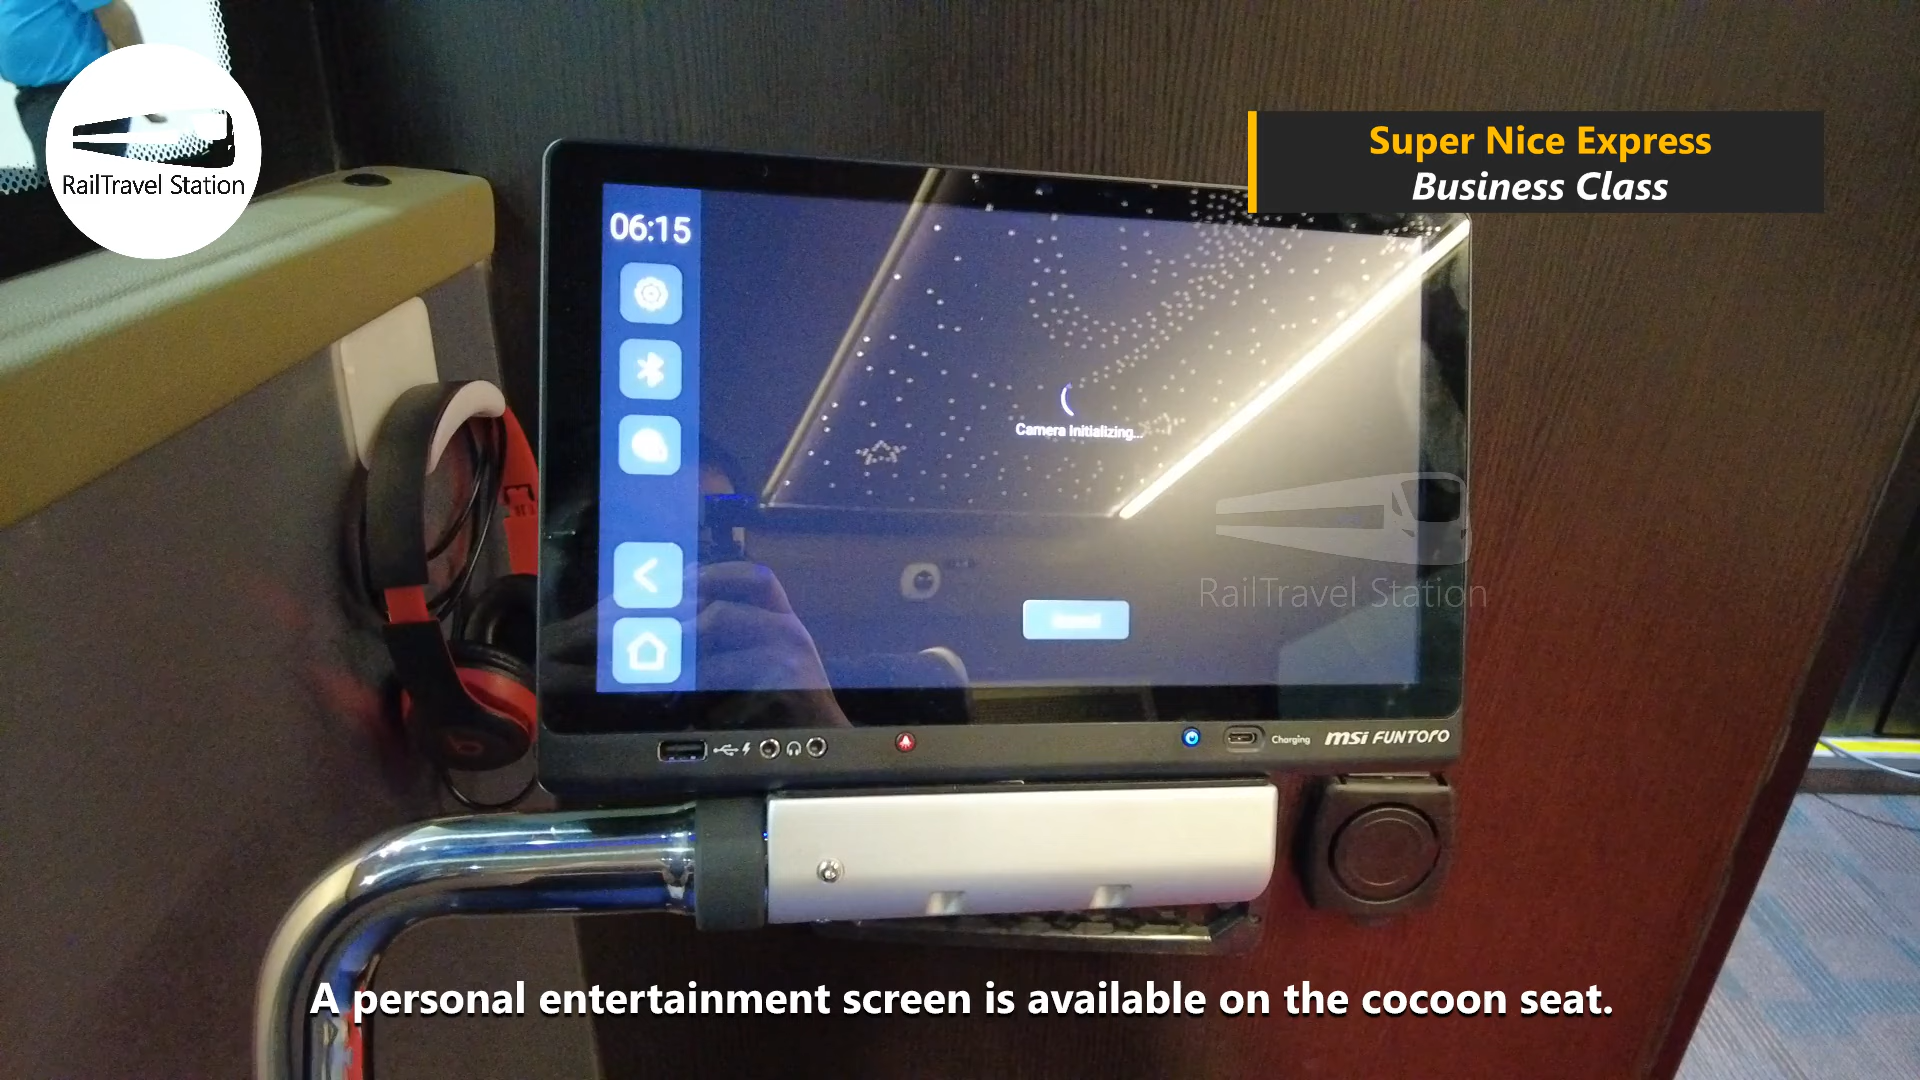 RailTravel Station
Super Nice Express
Business Class
06:15
Camera Initializing...
RailTravel Station
Charging
msi FUNTORO
A personal entertainment screen is available on the cocoon seat.